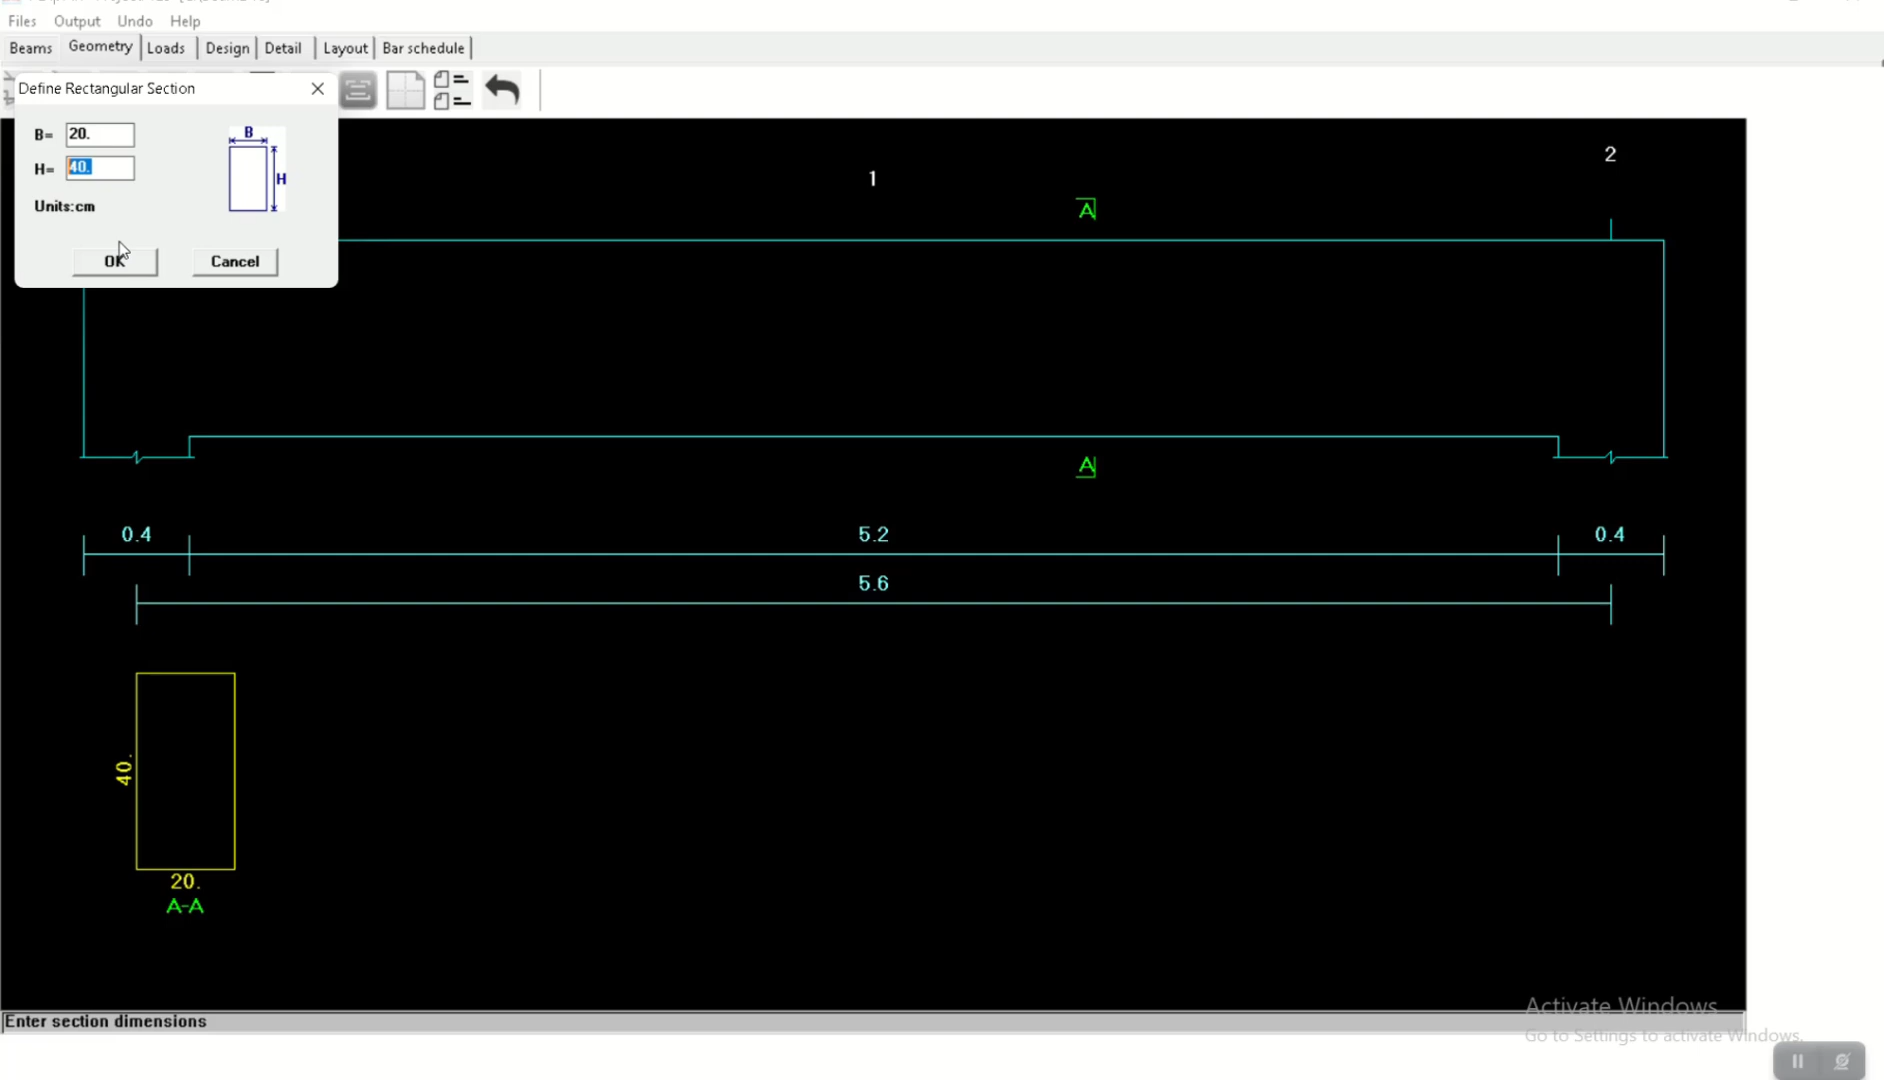 Files Output Undo Help
Beams Geometry Loads Design Detail Layout Bar schedule
Define Rectangular Section
B= 20.
H= 40.
Units:cm
B
H
OK Cancel
1
2
A
A
0.4 5.2 0.4
5.6
40.
20.
A-A
Enter section dimensions
Activate Windows
Go to Settings to activate Windows.